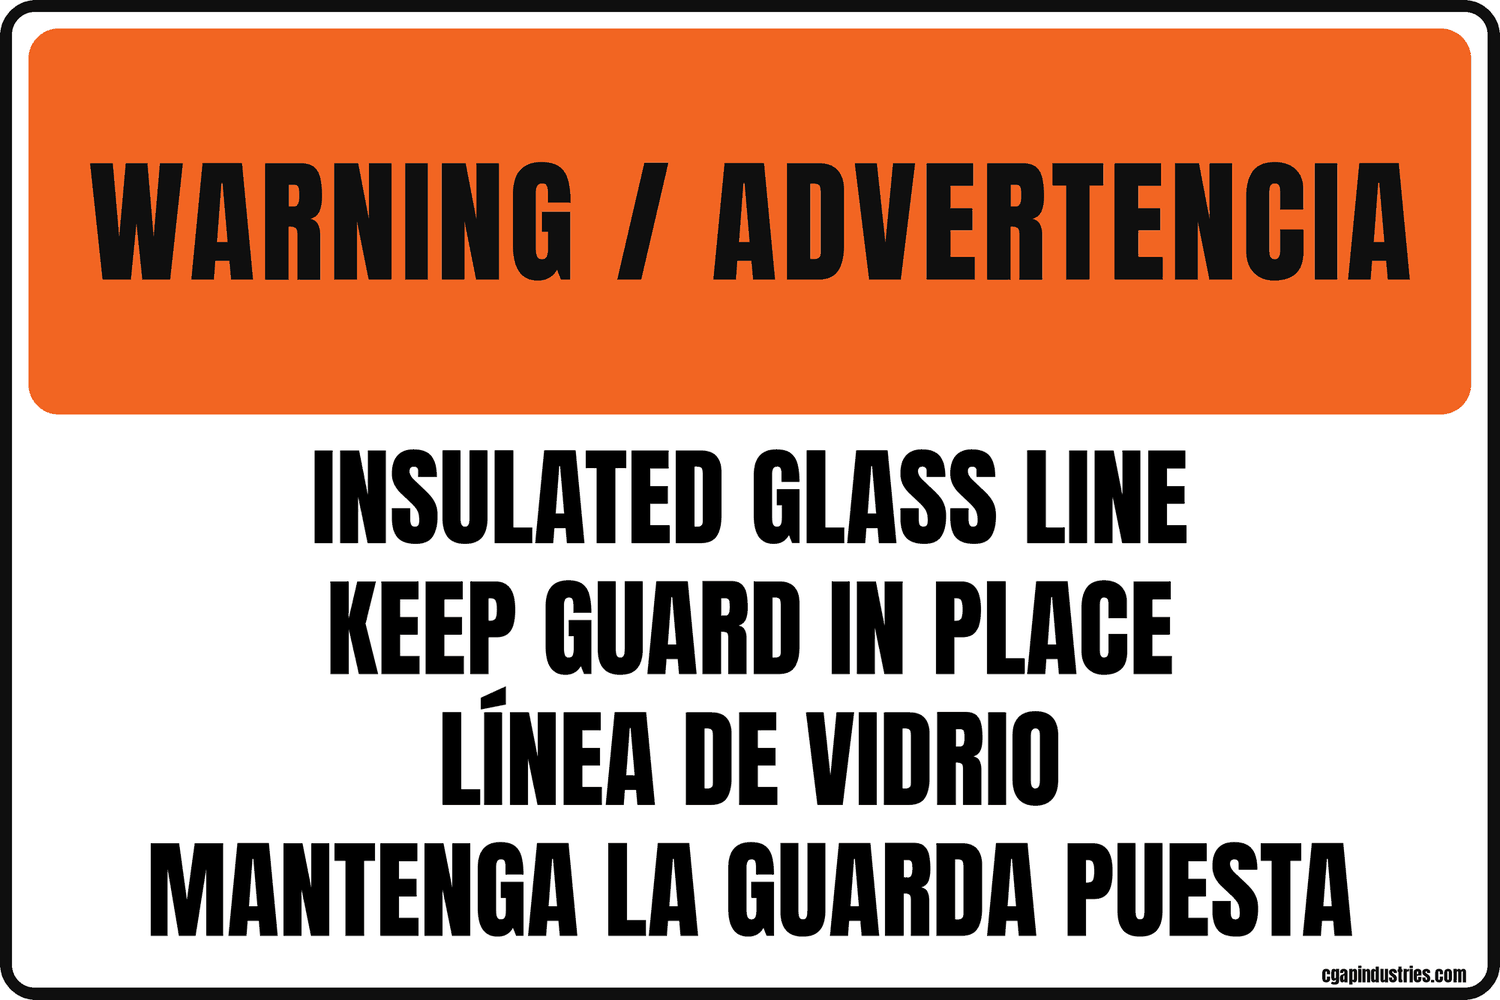 WARNING / ADVERTENCIA
INSULATED GLASS LINE
KEEP GUARD IN PLACE
LÍNEA DE VIDRIO
MANTENGA LA GUARDA PUESTA
cgapindustries.com